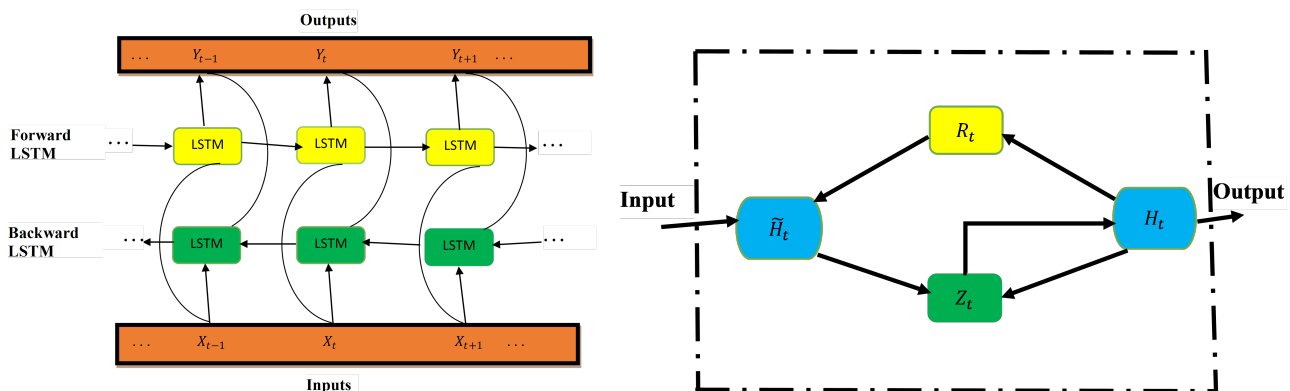 Outputs
... Y_{t-1} Y_t Y_{t+1} ...
Forward
LSTM
... LSTM LSTM LSTM ...
Backward
LSTM
... LSTM LSTM LSTM ...
... X_{t-1} X_t X_{t+1} ...
Inputs
R_t
Input
H̃_t
H_t
Output
Z_t